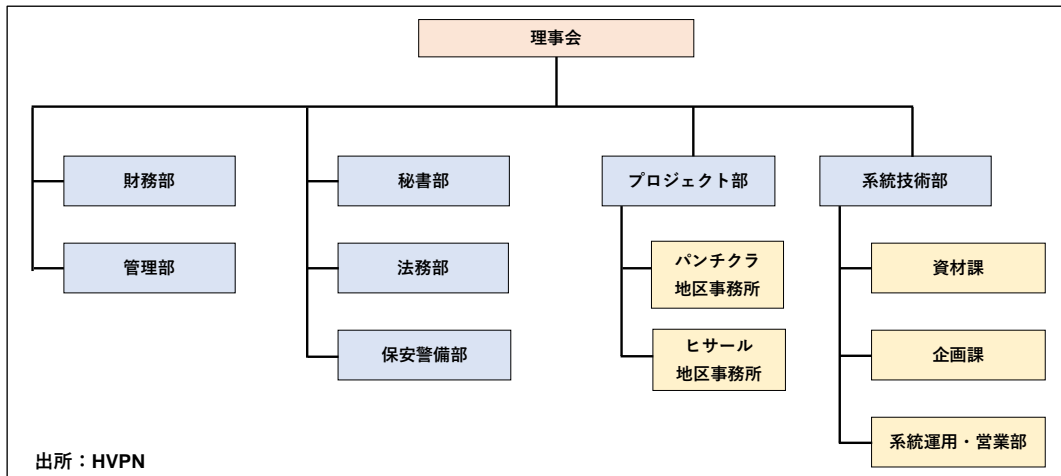 理事会
財務部
管理部
秘書部
法務部
保安警備部
プロジェクト部
パンチクラ
地区事務所
ヒサール
地区事務所
系統技術部
資材課
企画課
系統運用・営業部
出所：HVPN